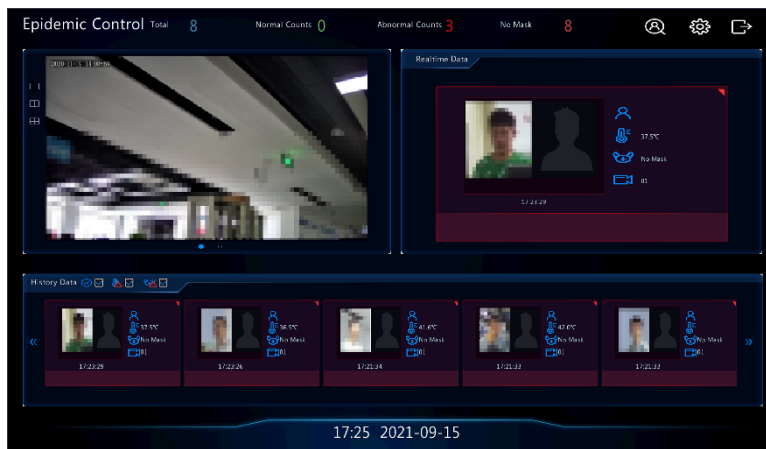 Epidemic Control Total 8 Normal Counts 0 Abnormal Counts 3 No Mask 8
Realtime Data
37.5℃
No Mask
01
17:23:29
History Data
37.5℃
No Mask
01
17:23:29
36.5℃
No Mask
01
17:23:26
41.6℃
No Mask
01
17:21:34
42.0℃
No Mask
01
17:21:33
No Mask
01
17:21:33
17:25 2021-09-15